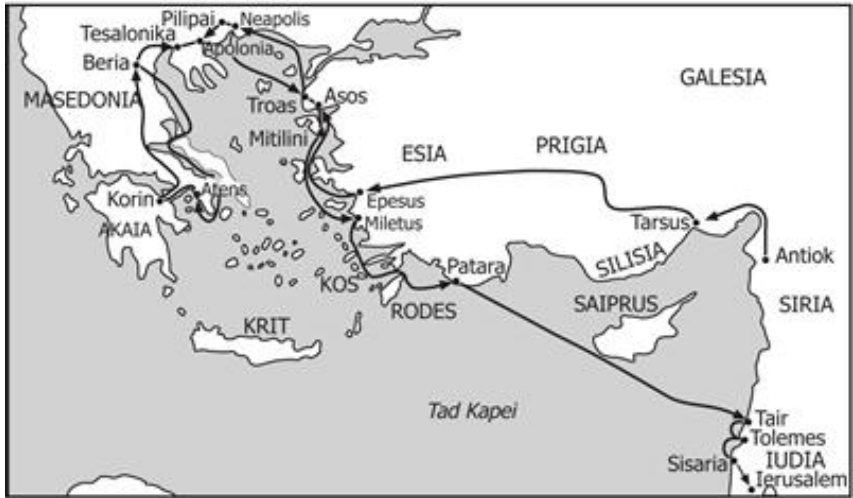 Pilipai
Neapolis
Tesalonika
Apolonia
Beria
MASEDONIA
Troas
Asos
GALESIA
Mitilini
ESIA
PRIGIA
Korin
Atens
AKAIA
Epesus
Miletus
Tarsus
SILISIA
Antiok
KOS
Patara
RODES
SAIPRUS
SIRIA
KRIT
Tad Kapei
Tair
Tolemes
Sisaria
IUDIA
Ierusalem